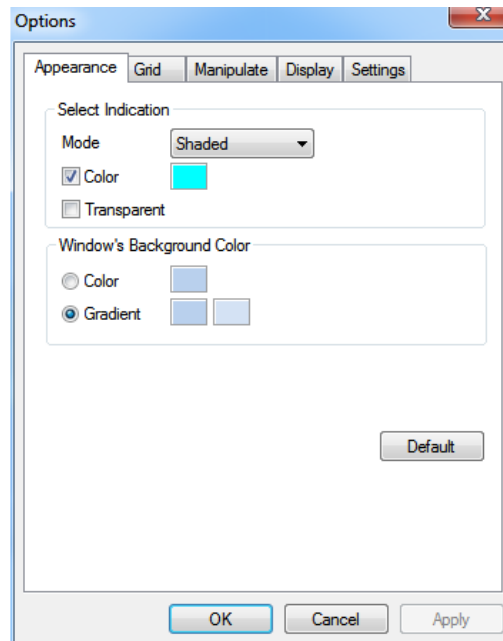 Options
X
Appearance Grid Manipulate Display Settings
Select Indication
Mode Shaded
Color
Transparent
Window's Background Color
Color
Gradient
Default
OK Cancel Apply